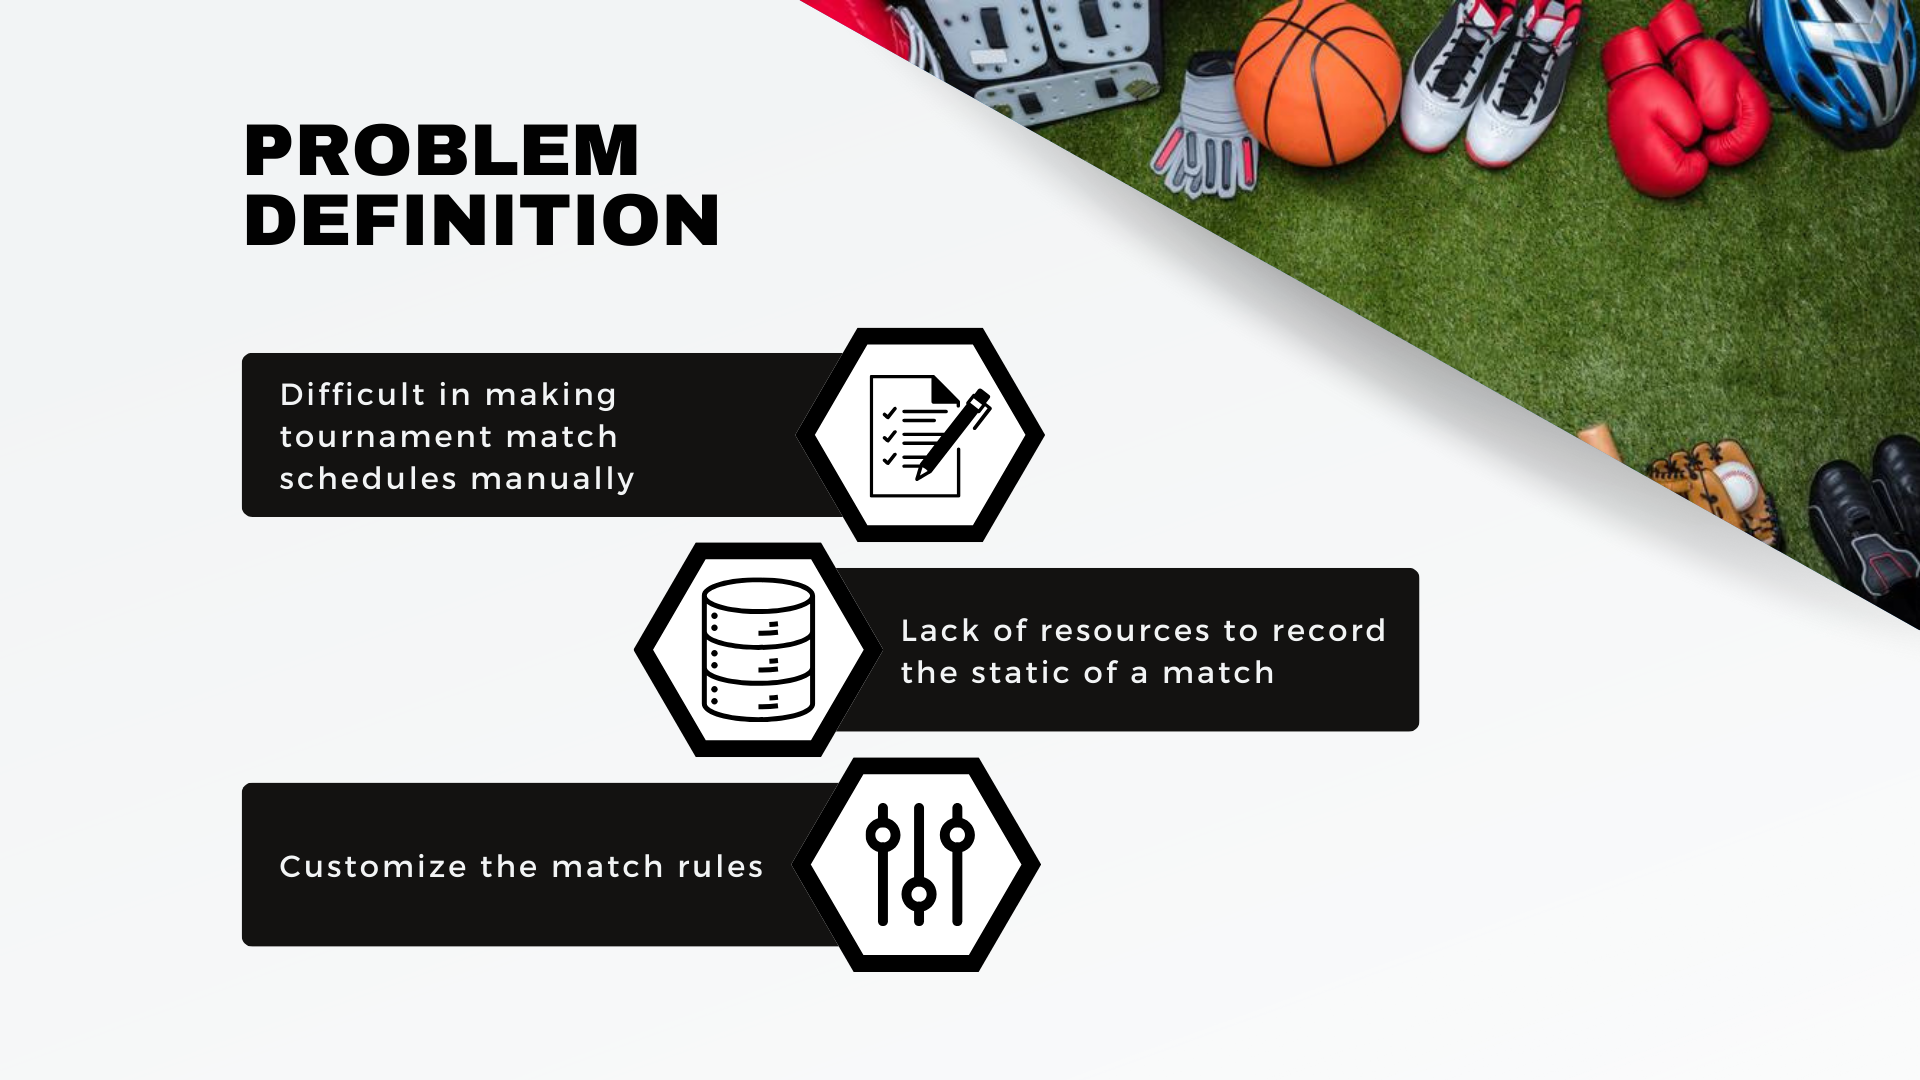 PROBLEM
DEFINITION
Difficult in making
tournament match
schedules manually
Lack of resources to record
the static of a match
Customize the match rules